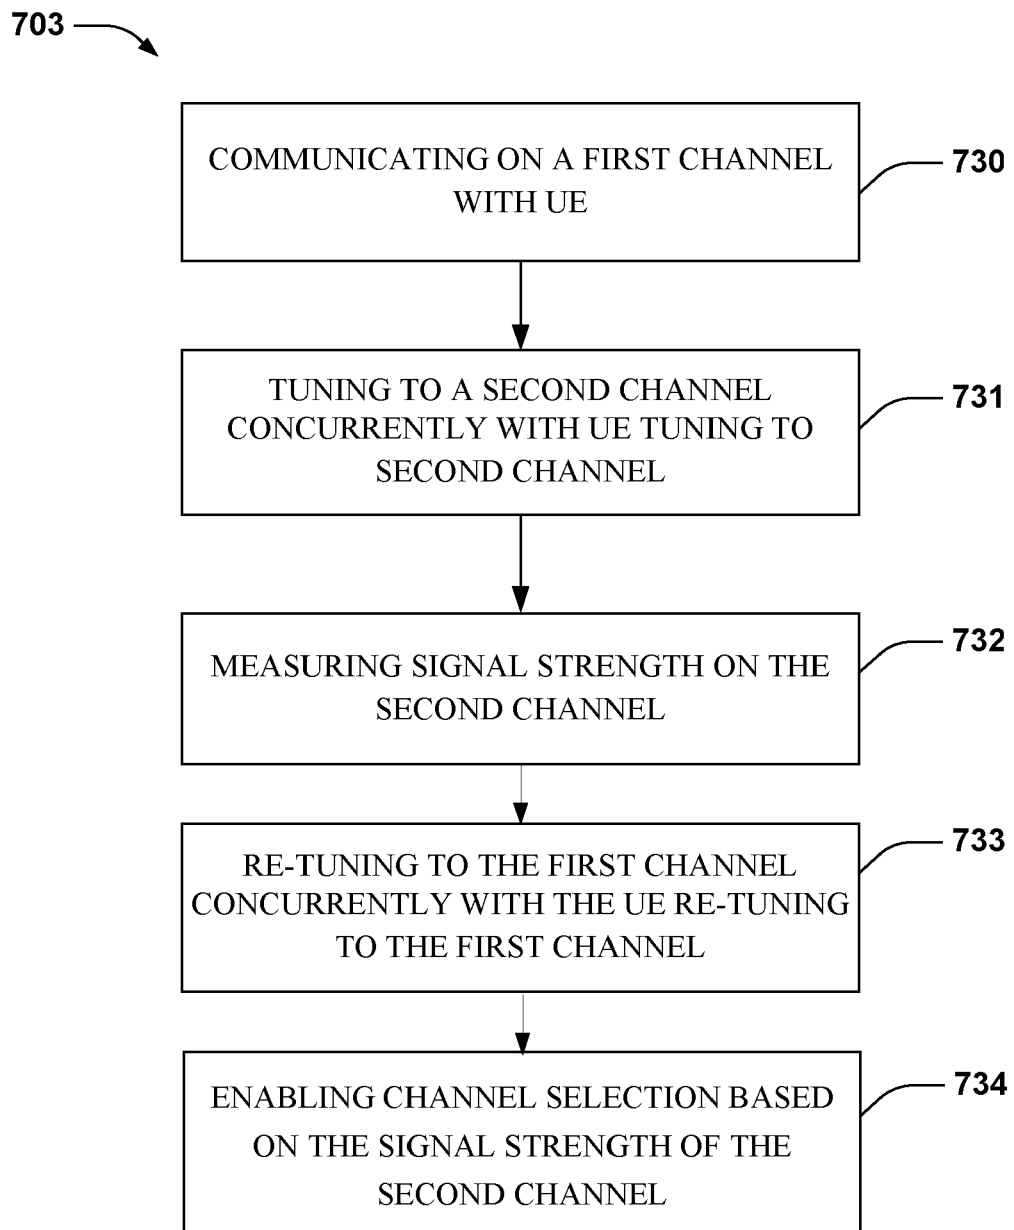 703
COMMUNICATING ON A FIRST CHANNEL
WITH UE
730
TUNING TO A SECOND CHANNEL
CONCURRENTLY WITH UE TUNING TO
SECOND CHANNEL
731
MEASURING SIGNAL STRENGTH ON THE
SECOND CHANNEL
732
RE-TUNING TO THE FIRST CHANNEL
CONCURRENTLY WITH THE UE RE-TUNING
TO THE FIRST CHANNEL
733
ENABLING CHANNEL SELECTION BASED
ON THE SIGNAL STRENGTH OF THE
SECOND CHANNEL
734